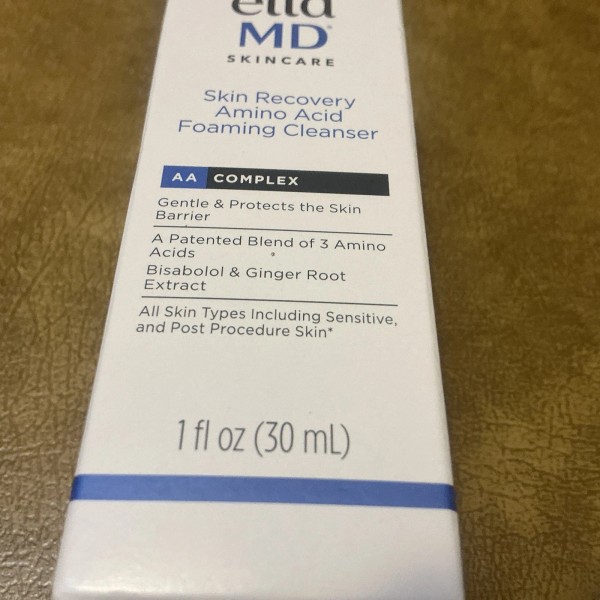 elta
MD®
SKINCARE
Skin Recovery
Amino Acid
Foaming Cleanser
AA COMPLEX
Gentle & Protects the Skin
Barrier
A Patented Blend of 3 Amino
Acids
Bisabolol & Ginger Root
Extract
All Skin Types Including Sensitive,
and Post Procedure Skin*
1 fl oz (30 mL)